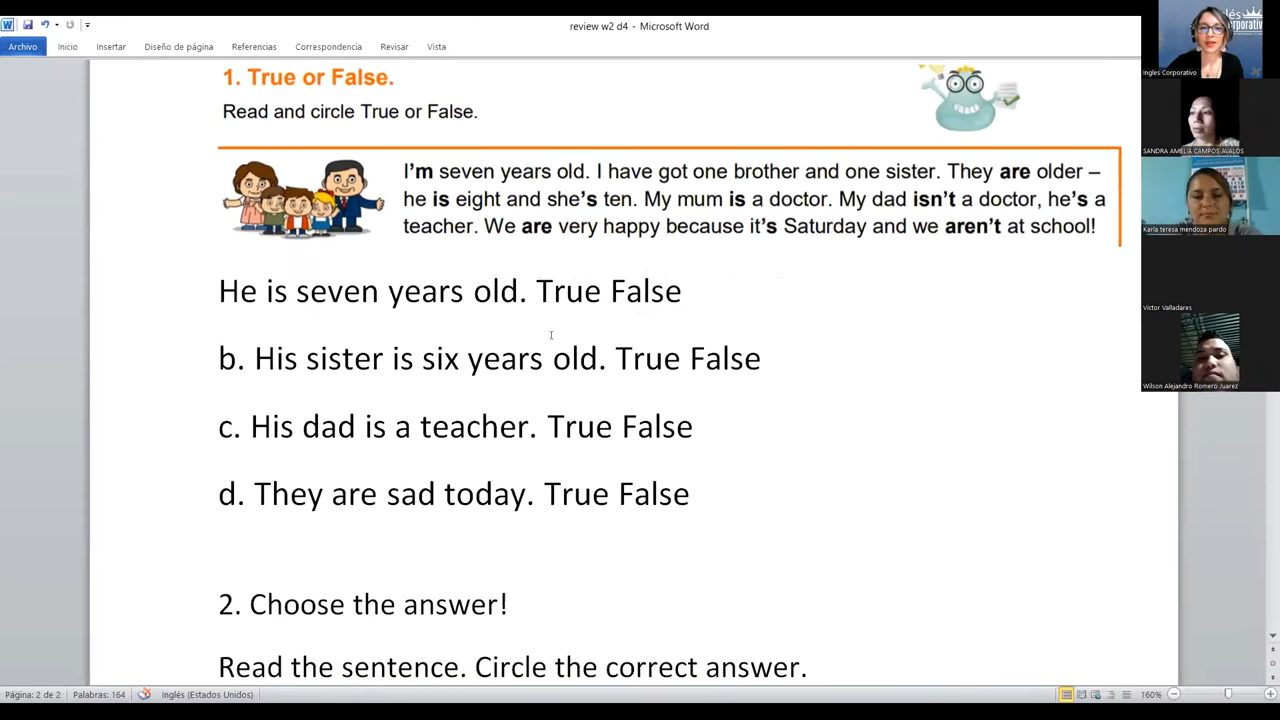 review w2 d4 - Microsoft Word
Archivo Inicio Insertar Diseño de página Referencias Correspondencia Revisar Vista
1. True or False.
Read and circle True or False.
I'm seven years old. I have got one brother and one sister. They are older –
he is eight and she's ten. My mum is a doctor. My dad isn't a doctor, he's a
teacher. We are very happy because it's Saturday and we aren't at school!
He is seven years old. True False
b. His sister is six years old. True False
c. His dad is a teacher. True False
d. They are sad today. True False
2. Choose the answer!
Read the sentence. Circle the correct answer.
Página: 2 de 2 Palabras: 164 Inglés (Estados Unidos) 160%
Ingles Corporativo
SANDRA AMELIA CAMPOS AVALOS
Karla teresa mendoza pardo
Victor Valladares
Wilson Alejandro Romero Juarez